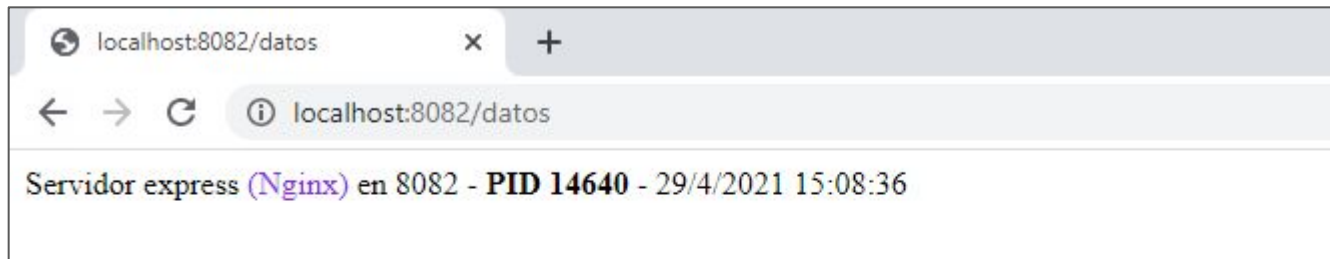 localhost:8082/datos
localhost:8082/datos
Servidor express (Nginx) en 8082 - PID 14640 - 29/4/2021 15:08:36